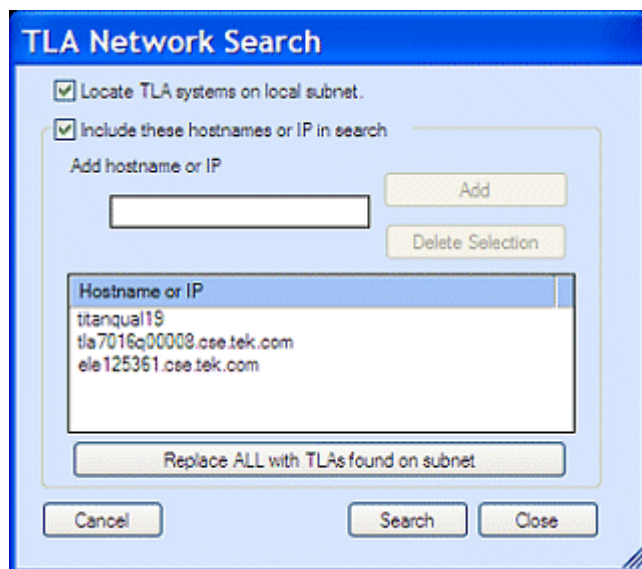 TLA Network Search
Locate TLA systems on local subnet.
Include these hostnames or IP in search
Add hostname or IP
Add
Delete Selection
Hostname or IP
titanqual19
tla7016q00008.cse.tek.com
ele125361.cse.tek.com
Replace ALL with TLAs found on subnet
Cancel
Search
Close